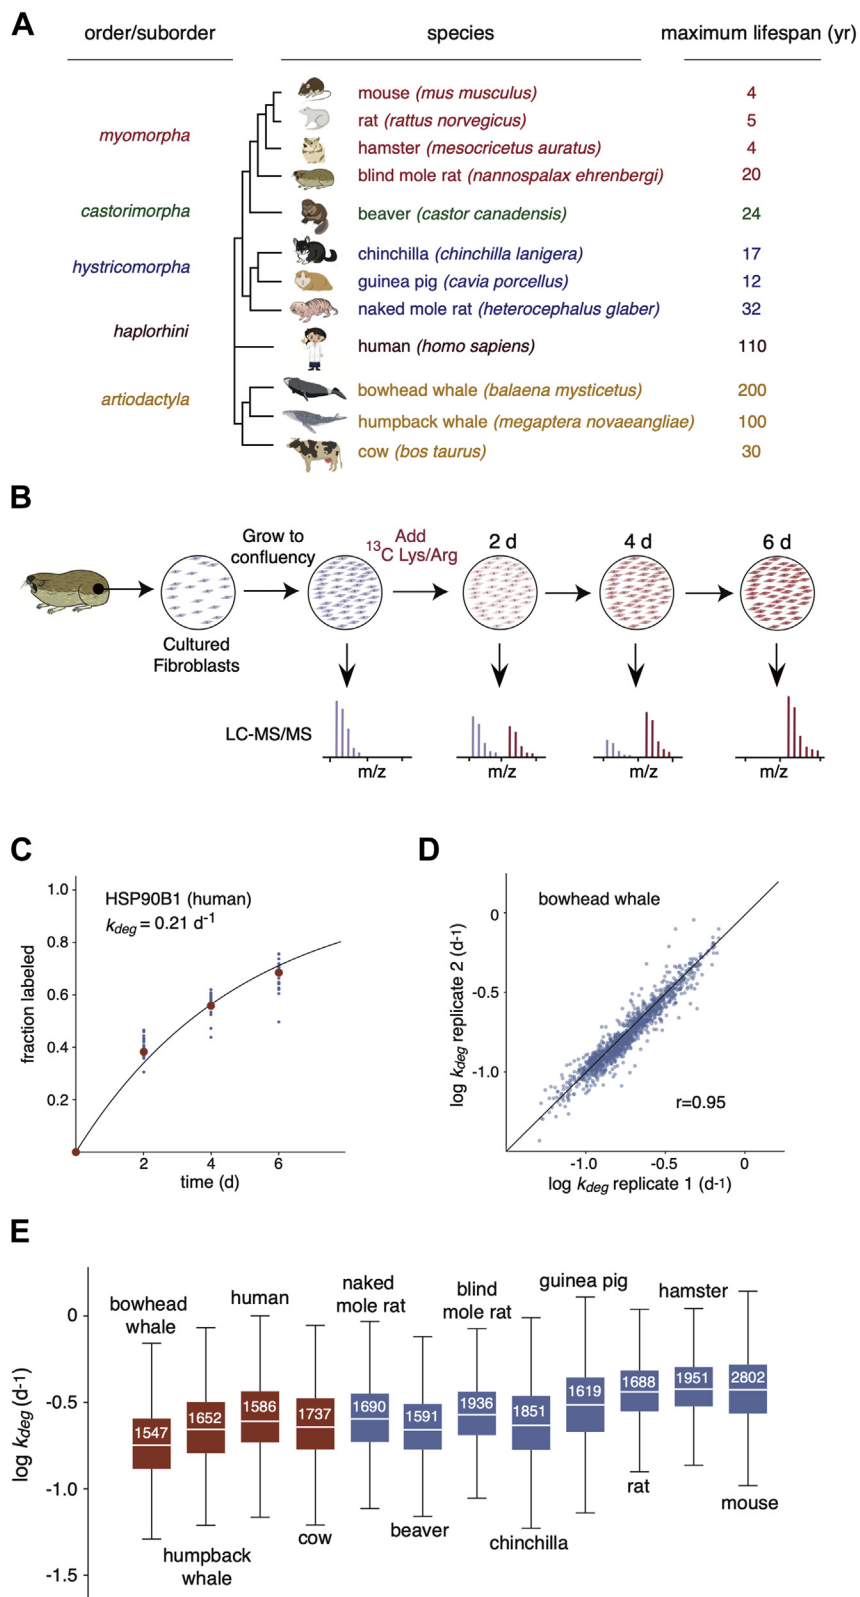 A
order/suborder species maximum lifespan (yr)
mouse (mus musculus) 4
rat (rattus norvegicus) 5
myomorpha
hamster (mesocricetus auratus) 4
blind mole rat (nannospalax ehrenbergi) 20
castorimorpha beaver (castor canadensis) 24
chinchilla (chinchilla lanigera) 17
hystricomorpha
guinea pig (cavia porcellus) 12
naked mole rat (heterocephalus glaber) 32
haplorhini
human (homo sapiens) 110
bowhead whale (balaena mysticetus) 200
artiodactyla
humpback whale (megaptera novaeangliae) 100
cow (bos taurus) 30
B
Grow to
confluency
Add
13C Lys/Arg
2 d 4 d 6 d
Cultured
Fibroblasts
LC-MS/MS
m/z m/z m/z m/z
C
HSP90B1 (human)
kdeg = 0.21 d-1
fraction labeled
1.0
0.8
0.6
0.4
0.2
2 4 6
time (d)
D
bowhead whale
log kdeg replicate 2 (d-1)
0
-0.5
-1.0
r=0.95
-1.0 -0.5 0
log kdeg replicate 1 (d-1)
E
log kdeg (d-1)
0
-0.5
-1.0
-1.5
bowhead
whale
human
naked
mole rat
blind
mole rat
guinea pig
hamster
1547 1652 1586 1737 1690 1591 1936 1851 1619 1688 1951 2802
humpback
whale
cow
beaver
chinchilla
rat
mouse